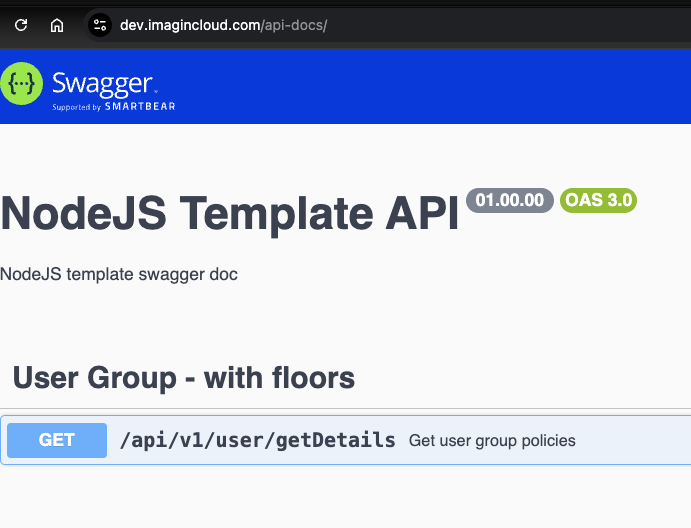 dev.imagincloud.com/api-docs/
{···} Swagger.
Supported by SMARTBEAR
NodeJS Template API 01.00.00 OAS 3.0
NodeJS template swagger doc
User Group - with floors
GET /api/v1/user/getDetails Get user group policies